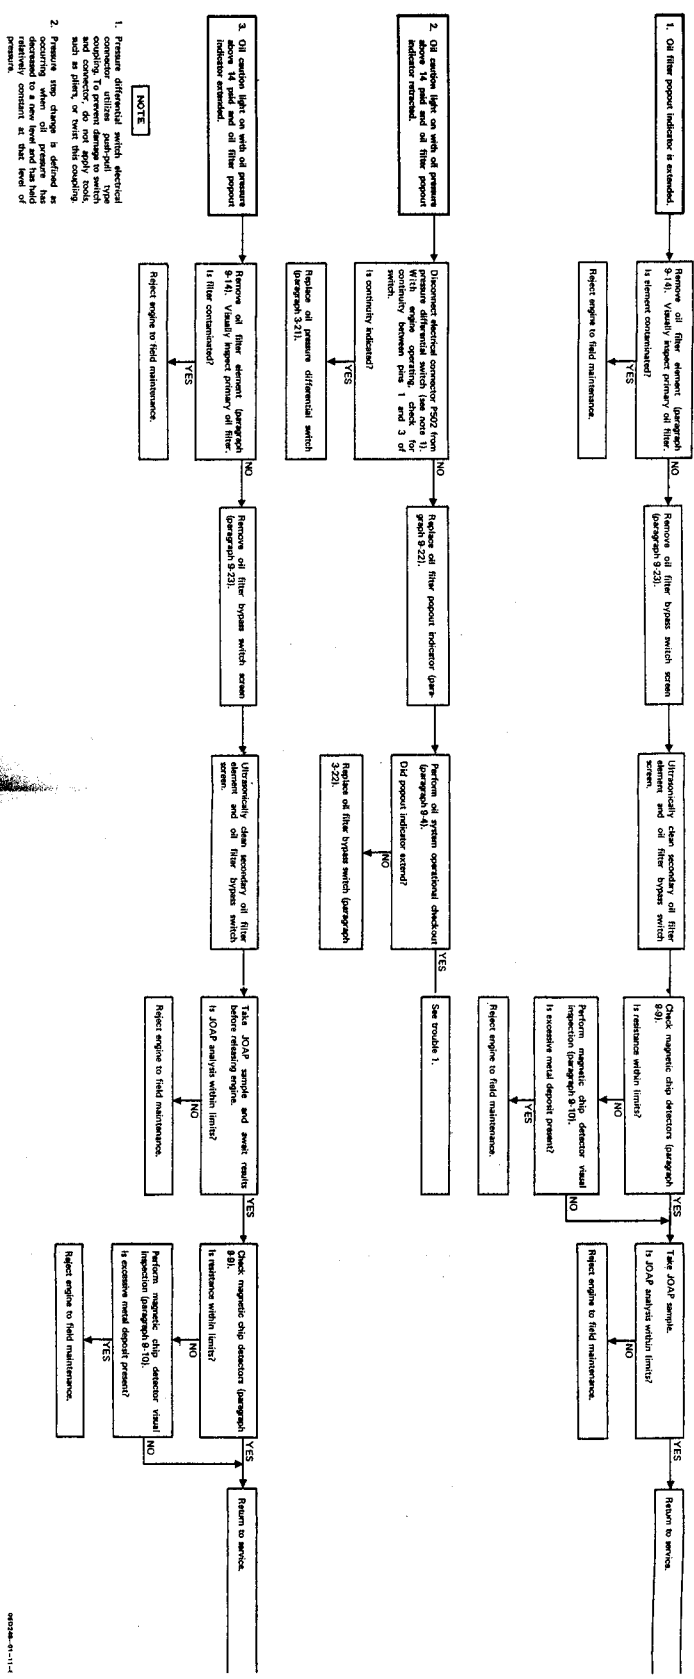 1. Oil filter popout indicator is extended.
Remove oil filter element (paragraph
9-14). Visually inspect primary oil filter.
Is element contaminated?
YES
NO
Reject engine to field maintenance.
Remove oil filter bypass switch screen
(paragraph 9-23).
Ultrasonically clean secondary oil filter
element and oil filter bypass switch
screen.
Check magnetic chip detectors (paragraph
9-9).
Is resistance within limits?
NO
YES
Perform magnetic chip detector visual
inspection (paragraph 9-10).
Is excessive metal deposit present?
YES
NO
Reject engine to field maintenance.
Take JOAP sample.
Is JOAP analysis within limits?
NO
YES
Reject engine to field maintenance.
Return to service.
2. Oil caution light on with oil pressure
above 14 psid and oil filter popout
indicator retracted.
Disconnect electrical connector P502 from
pressure differential switch (see note 1).
With engine operating, check for
continuity between pins 1 and 3 of
switch.
Is continuity indicated?
YES
NO
Replace oil pressure differential switch
(paragraph 3-21).
Replace oil filter popout indicator (para-
graph 9-22).
Perform oil system operational checkout
(paragraph 9-4).
Did popout indicator extend?
NO
YES
Replace oil filter bypass switch (paragraph
3-22).
See trouble 1.
3. Oil caution light on with oil pressure
above 14 psid and oil filter popout
indicator extended.
Remove oil filter element (paragraph
9-14). Visually inspect primary oil filter.
Is filter contaminated?
YES
NO
Reject engine to field maintenance.
Remove oil filter bypass switch screen
(paragraph 9-23).
Ultrasonically clean secondary oil filter
element and oil filter bypass switch
screen.
Take JOAP sample and await results
before releasing engine.
Is JOAP analysis within limits?
NO
YES
Reject engine to field maintenance.
Check magnetic chip detectors (paragraph
9-9).
Is resistance within limits?
NO
YES
Perform magnetic chip detector visual
inspection (paragraph 9-10).
Is excessive metal deposit present?
YES
NO
Reject engine to field maintenance.
Return to service.
NOTE
1. Pressure differential switch electrical
connector utilizes push-pull type
coupling. To prevent damage to switch
and connector, do not apply tools,
such as pliers, or twist this coupling.
2. Pressure step change is defined as
occurring when oil pressure has
decreased to a new level and has held
relatively constant at that level of
pressure.